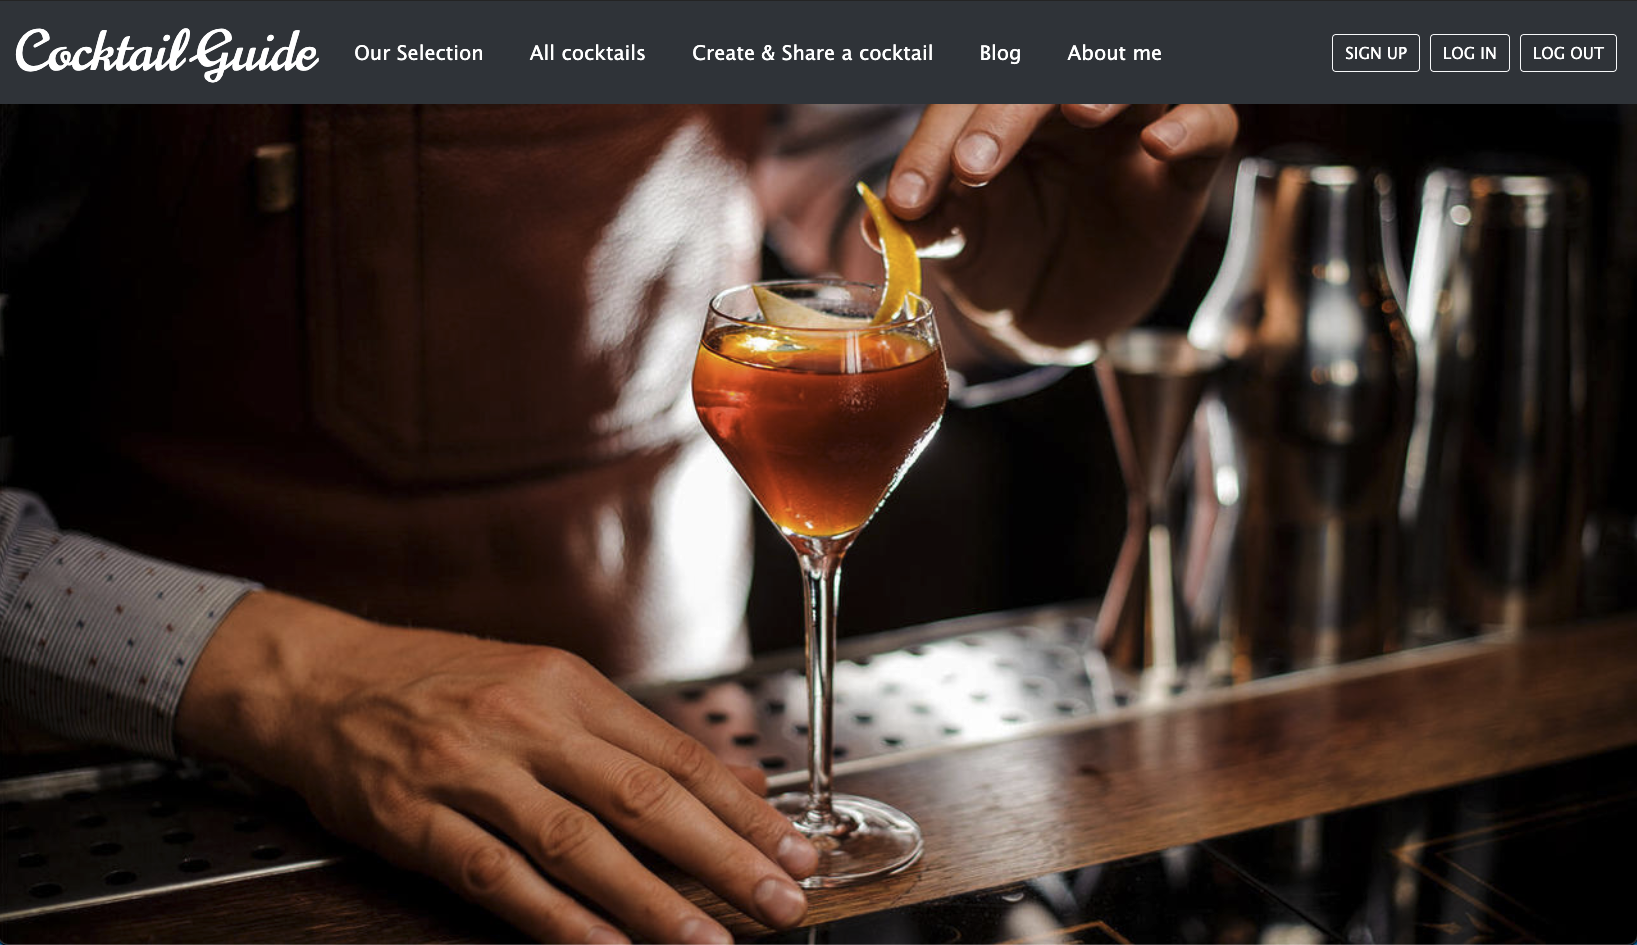 Cocktail Guide
Our Selection
All cocktails
Create & Share a cocktail
Blog
About me
SIGN UP
LOG IN
LOG OUT